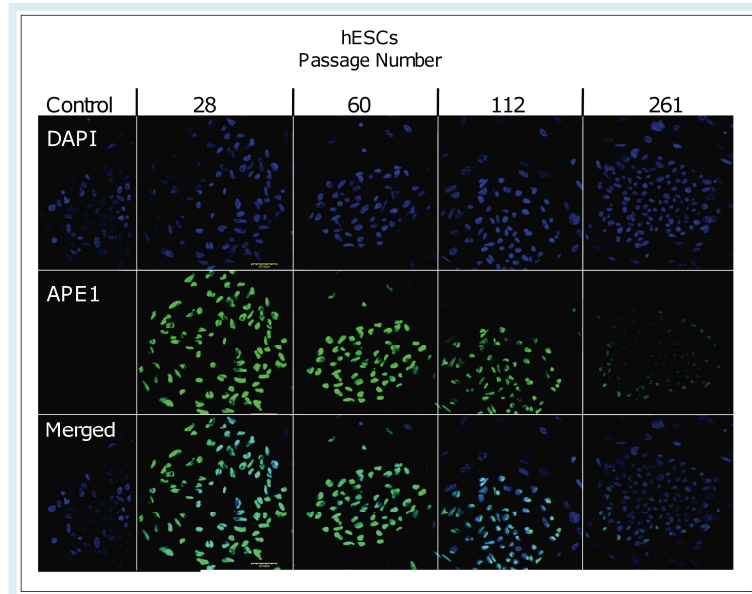 hESCs
Passage Number
Control 28 60 112 261
DAPI
APE1
Merged